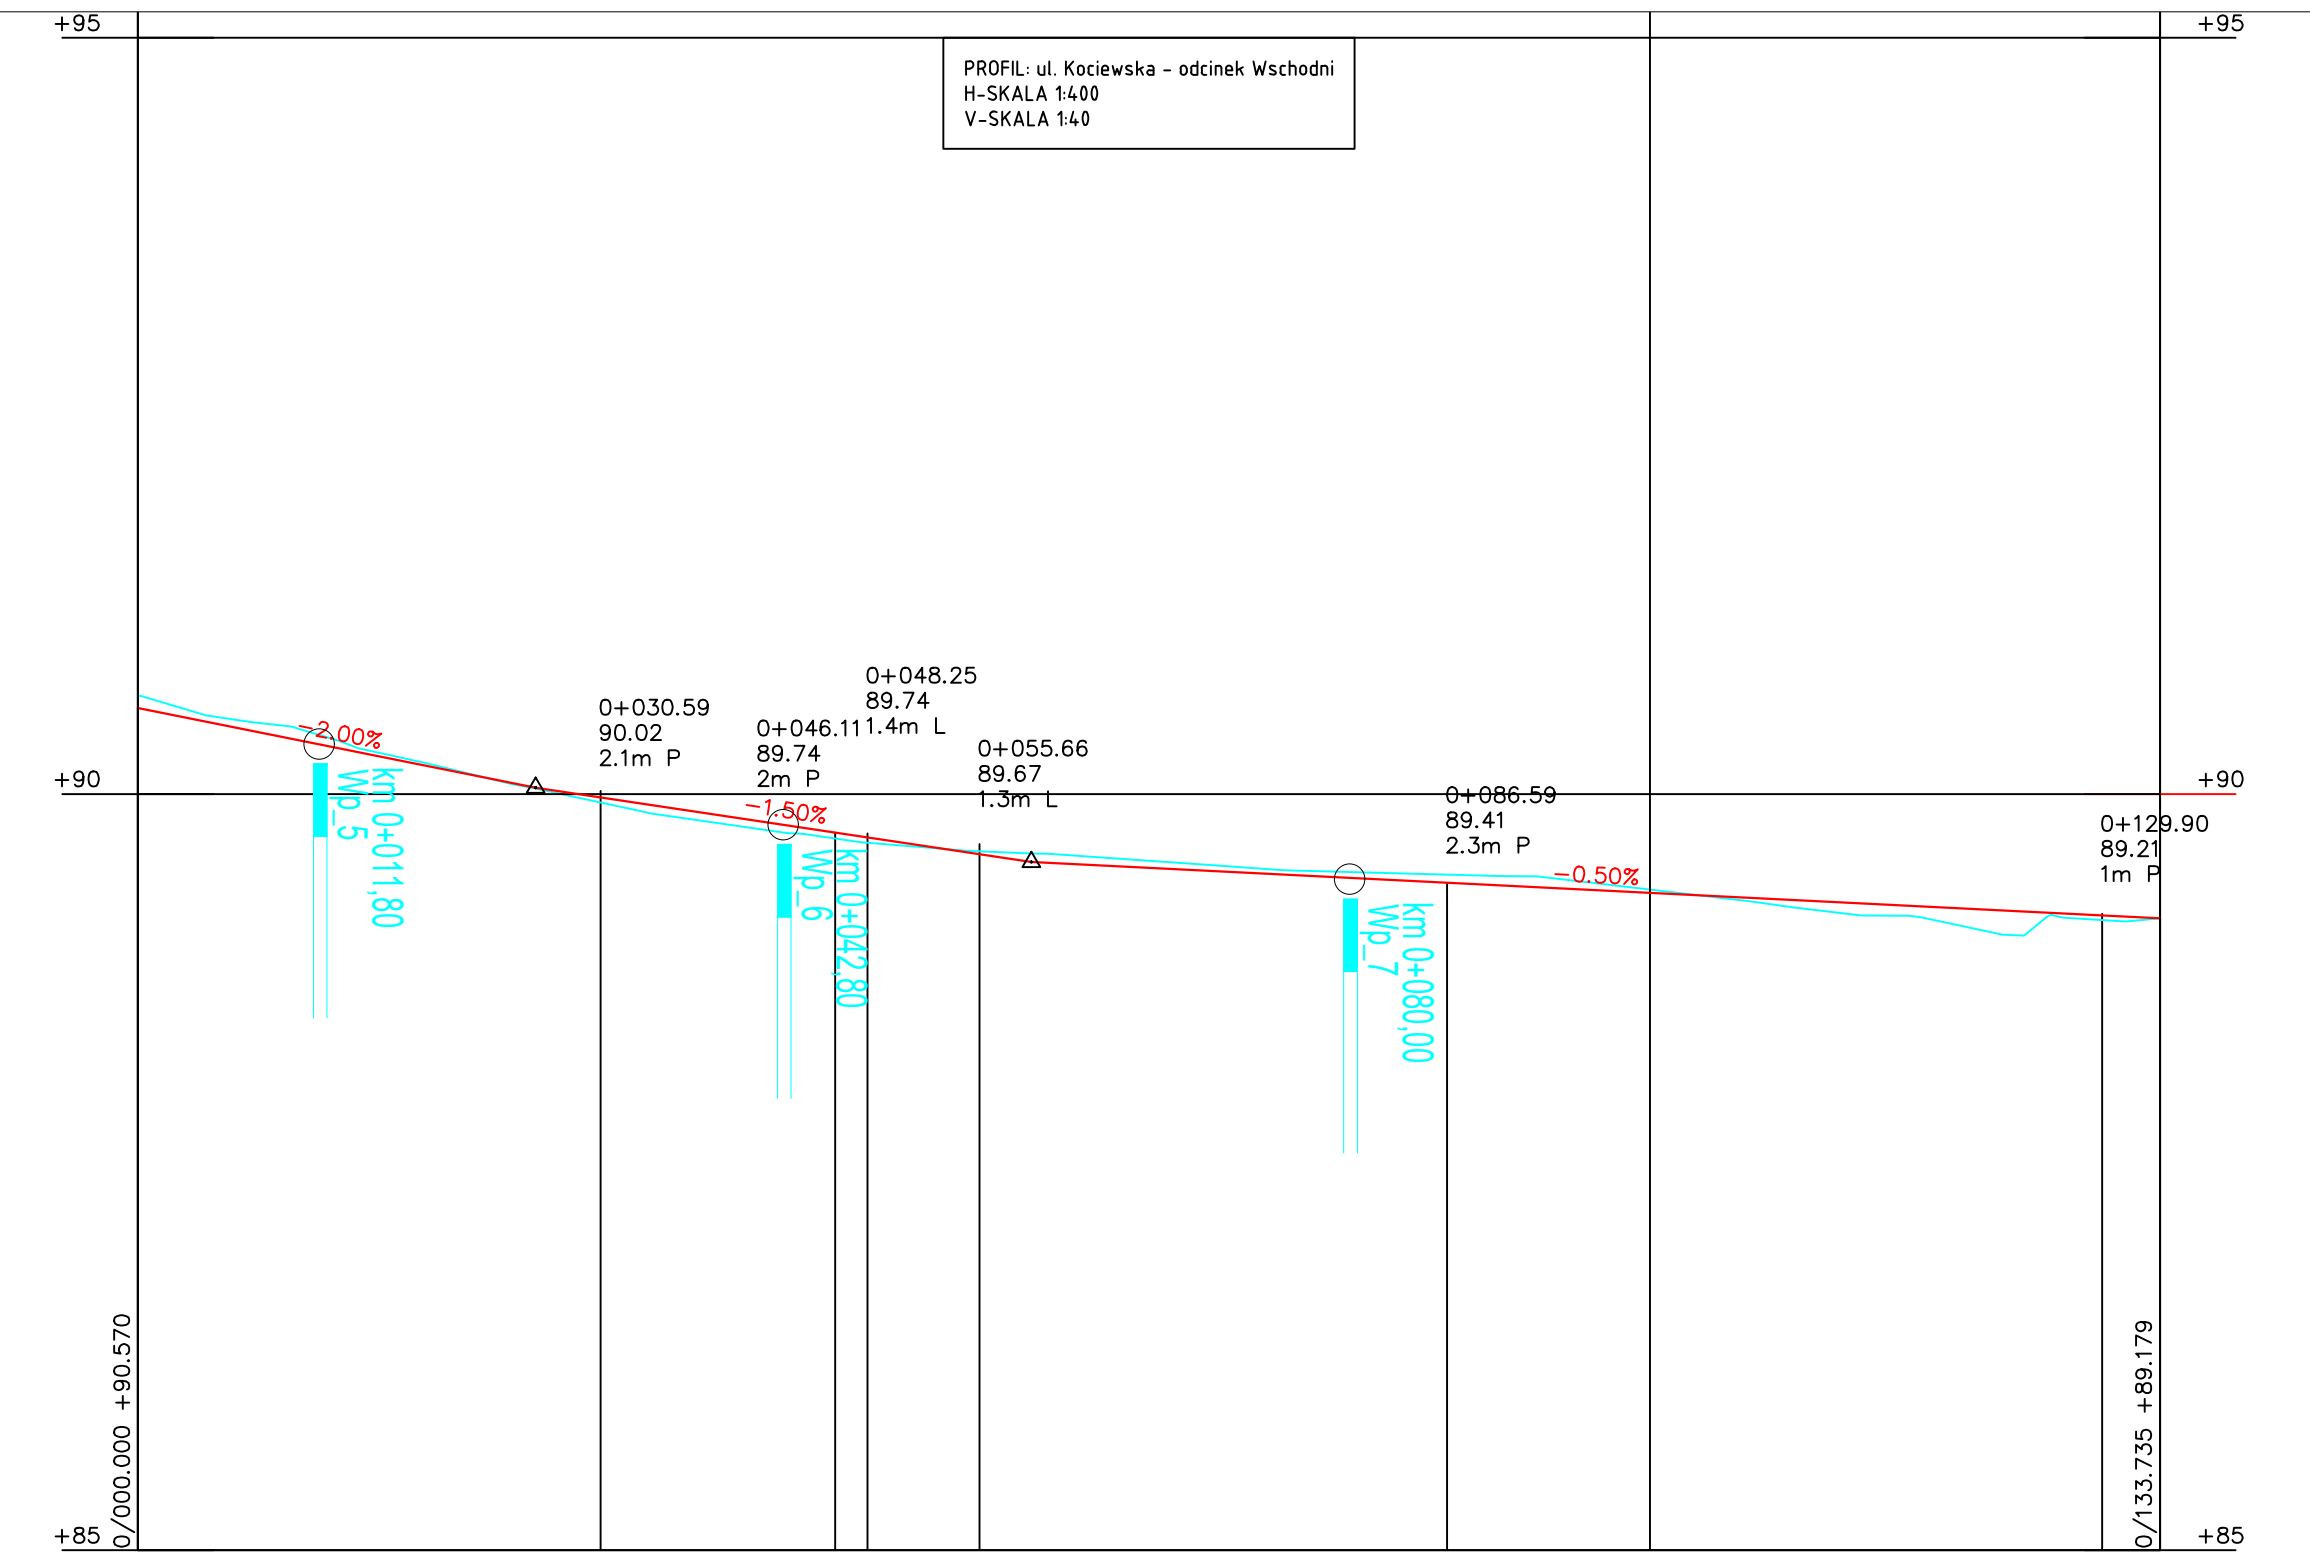 +95
+95
PROFIL: ul. Kociewska - odcinek Wschodni
H-SKALA 1:400
V-SKALA 1:40
0+048.25
89.74
1.4m L
0+030.59
90.02
2.1m P
0+046.11
89.74
2m P
-2.00%
0+055.66
89.67
1.3m L
+90
+90
0+086.59
89.41
2.3m P
-1.50%
0+129.90
89.21
1m P
-0.50%
km 0+011,80
Wp_5
km 0+042,80
Wp_6
km 0+080,00
Wp_7
0/000.000 +90.570
0/133.735 +89.179
+85
+85